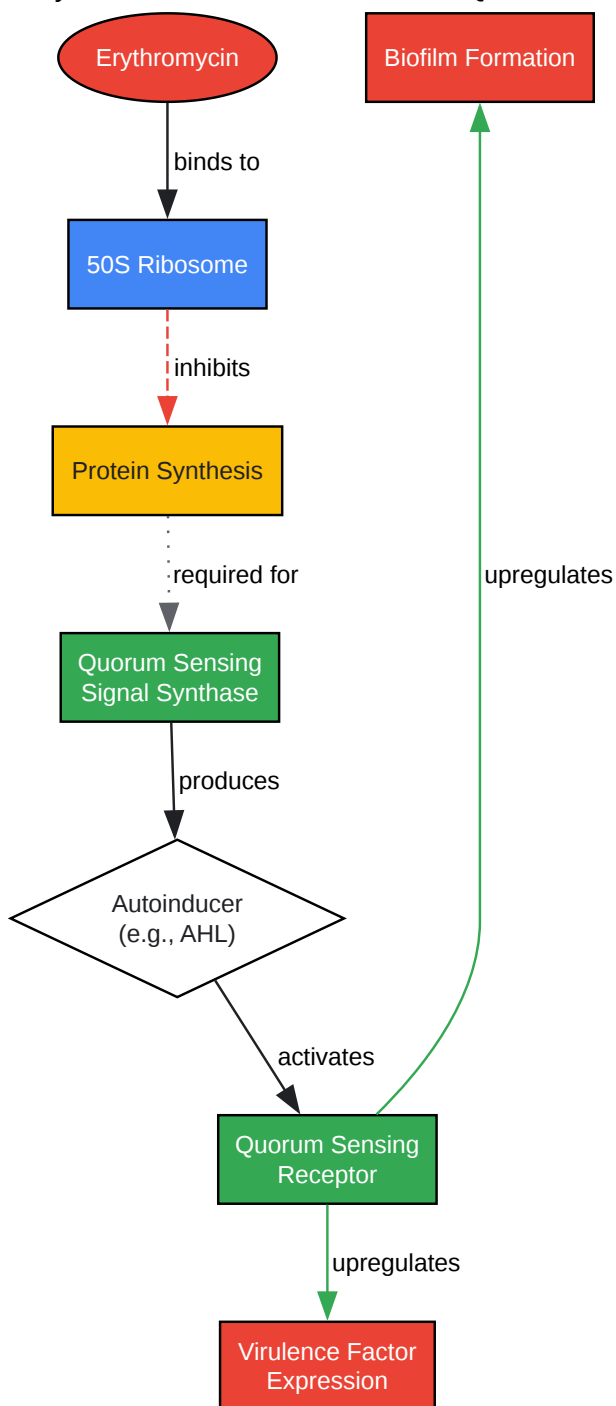 Erythromycin
Biofilm Formation
binds to
50S Ribosome
inhibits
Protein Synthesis
required for
upregulates
Quorum Sensing
Signal Synthase
produces
Autoinducer
(e.g., AHL)
activates
Quorum Sensing
Receptor
upregulates
Virulence Factor
Expression